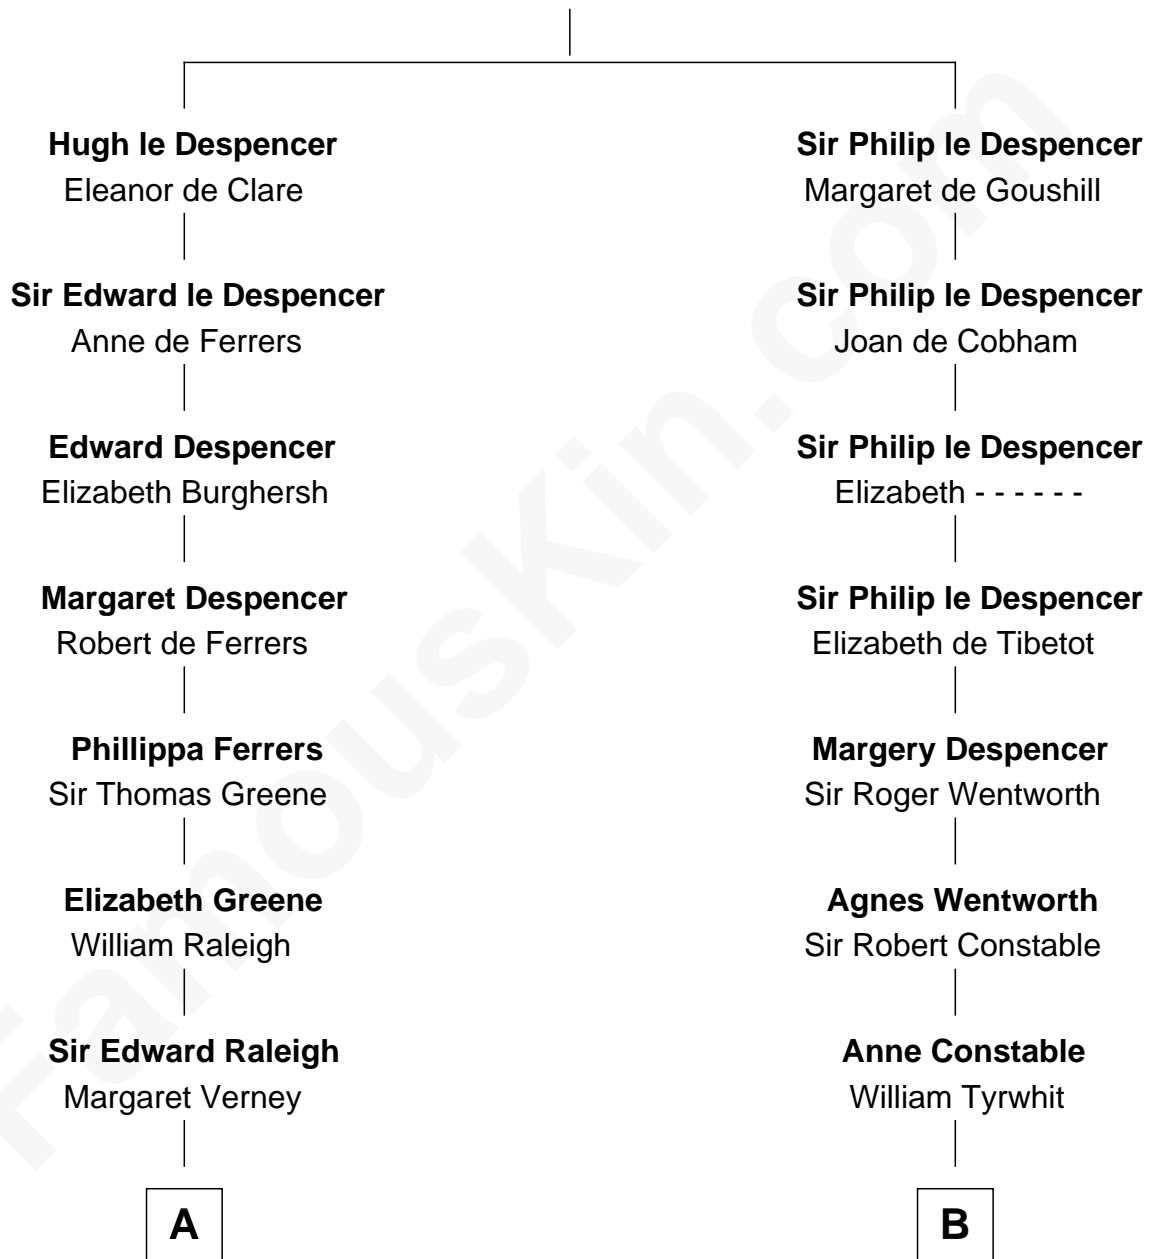 Hugh le Despencer
Eleanor de Clare
Sir Edward le Despencer
Anne de Ferrers
Edward Despencer
Elizabeth Burghersh
Margaret Despencer
Robert de Ferrers
Phillippa Ferrers
Sir Thomas Greene
Elizabeth Greene
William Raleigh
Sir Edward Raleigh
Margaret Verney
A
Sir Philip le Despencer
Margaret de Goushill
Sir Philip le Despencer
Joan de Cobham
Sir Philip le Despencer
Elizabeth - - - - - -
Sir Philip le Despencer
Elizabeth de Tibetot
Margery Despencer
Sir Roger Wentworth
Agnes Wentworth
Sir Robert Constable
Anne Constable
William Tyrwhit
B
FamousKin.com